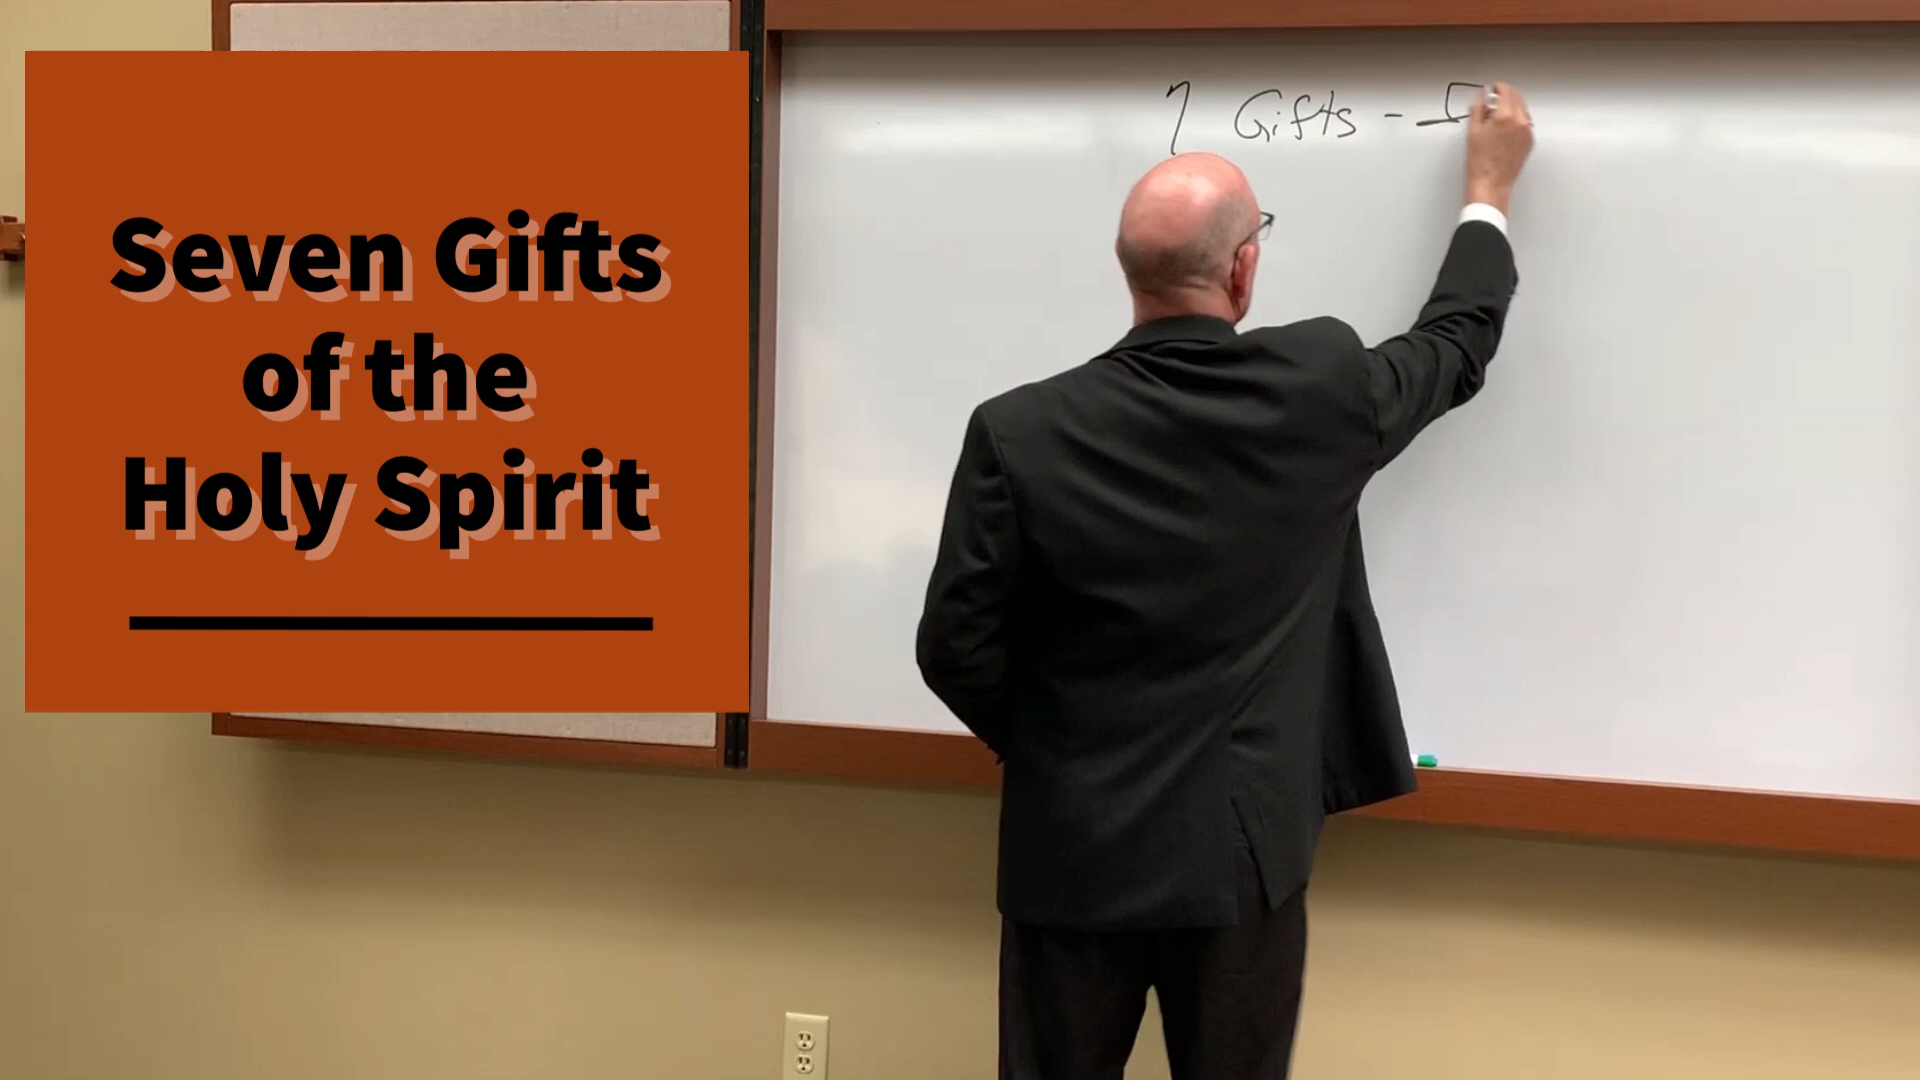 Seven Gifts
of the
Holy Spirit
7 Gifts -